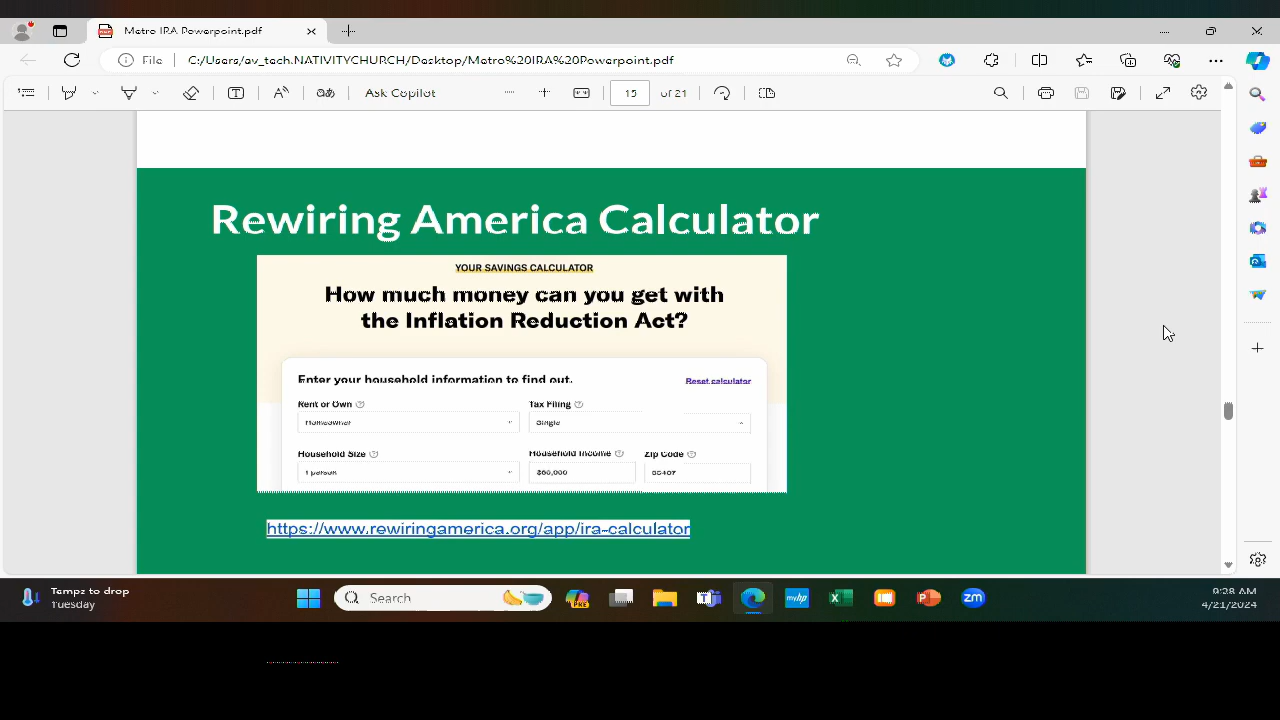 Metro IRA Powerpoint.pdf
File
C:/Users/av_tech.NATIVITYCHURCH/Desktop/Metro%20IRA%20Powerpoint.pdf
Ask Copilot
15 of 21
Rewiring America Calculator
YOUR SAVINGS CALCULATOR
How much money can you get with
the Inflation Reduction Act?
Enter your household information to find out.
Reset calculator
Rent or Own
Tax Filing
Homeowner
Single
Household Size
Household Income
Zip Code
1 person
https://www.rewiringamerica.org/app/ira-calculator
Temps to drop
Tuesday
Search
PRE
myhp
zm
9:28 AM
4/21/2024